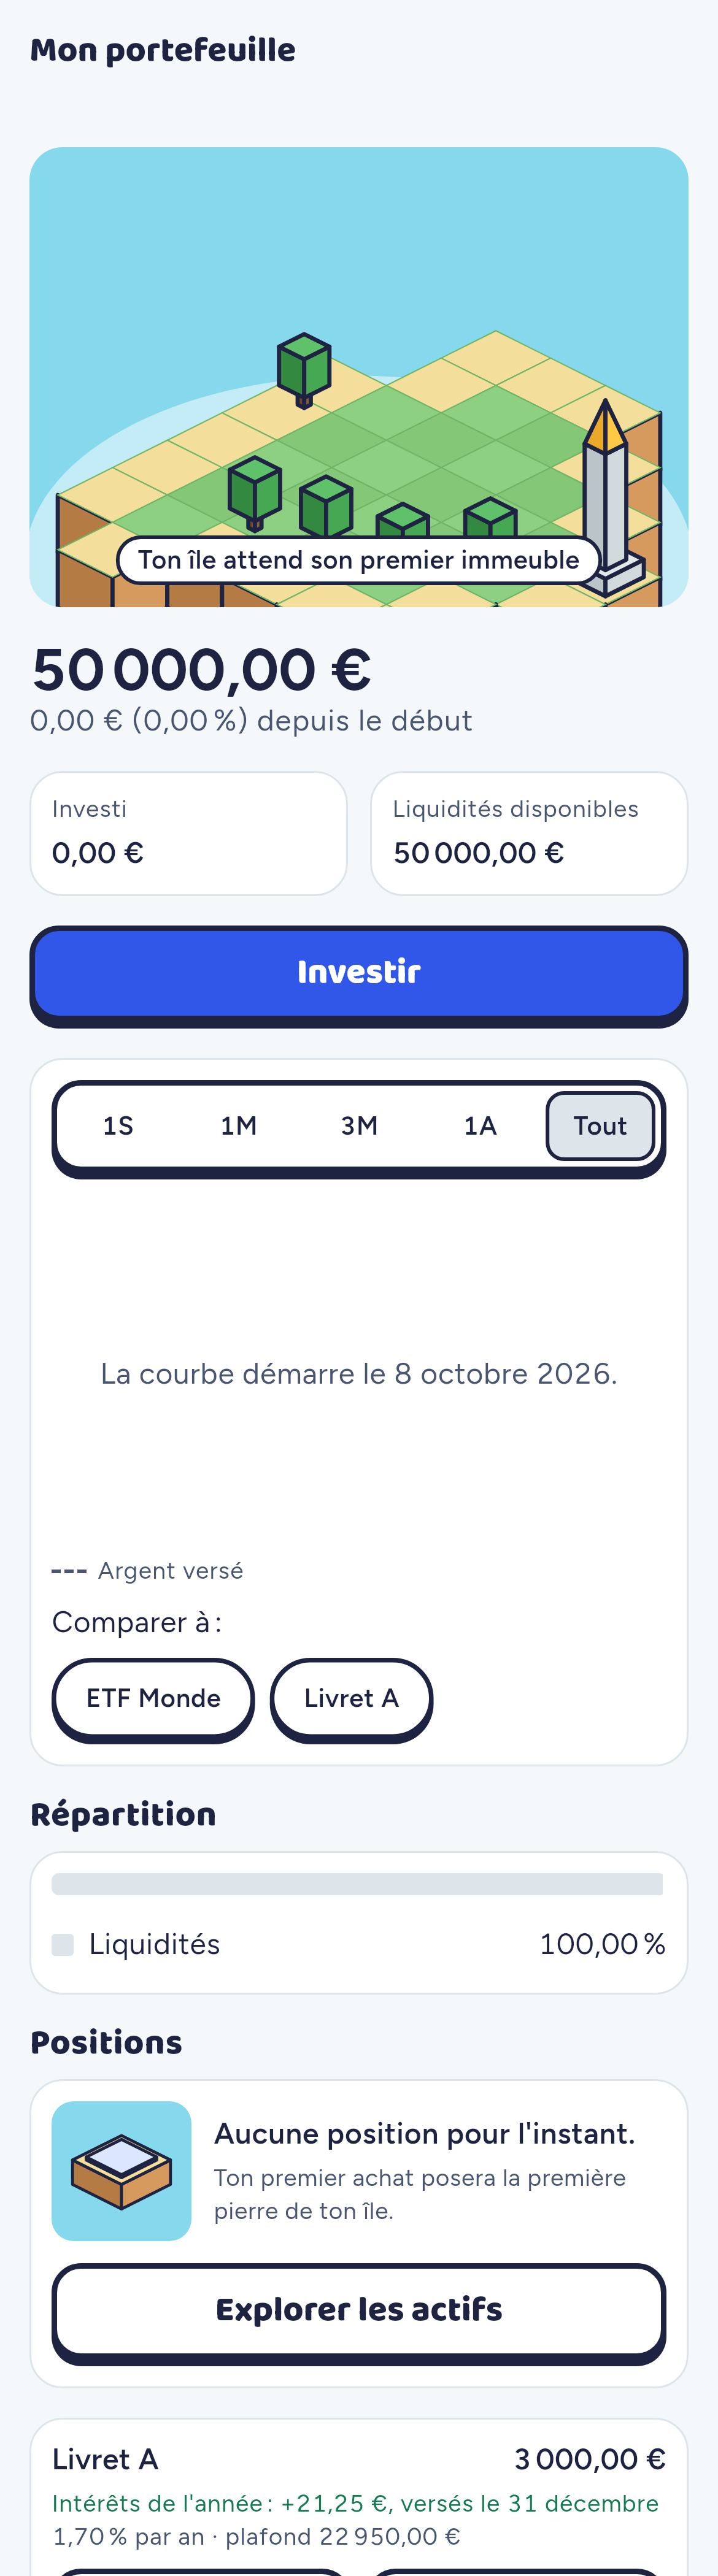 Mon portefeuille
Ton île attend son premier immeuble
50 000,00 €
0,00 € (0,00 %) depuis le début
Investi
0,00 €
Liquidités disponibles
50 000,00 €
Investir
1S 1M 3M 1A Tout
La courbe démarre le 8 octobre 2026.
Argent versé
Comparer à :
ETF Monde Livret A
Répartition
Liquidités 100,00 %
Positions
Aucune position pour l'instant.
Ton premier achat posera la première
pierre de ton île.
Explorer les actifs
Livret A 3 000,00 €
Intérêts de l'année : +21,25 €, versés le 31 décembre
1,70 % par an · plafond 22 950,00 €